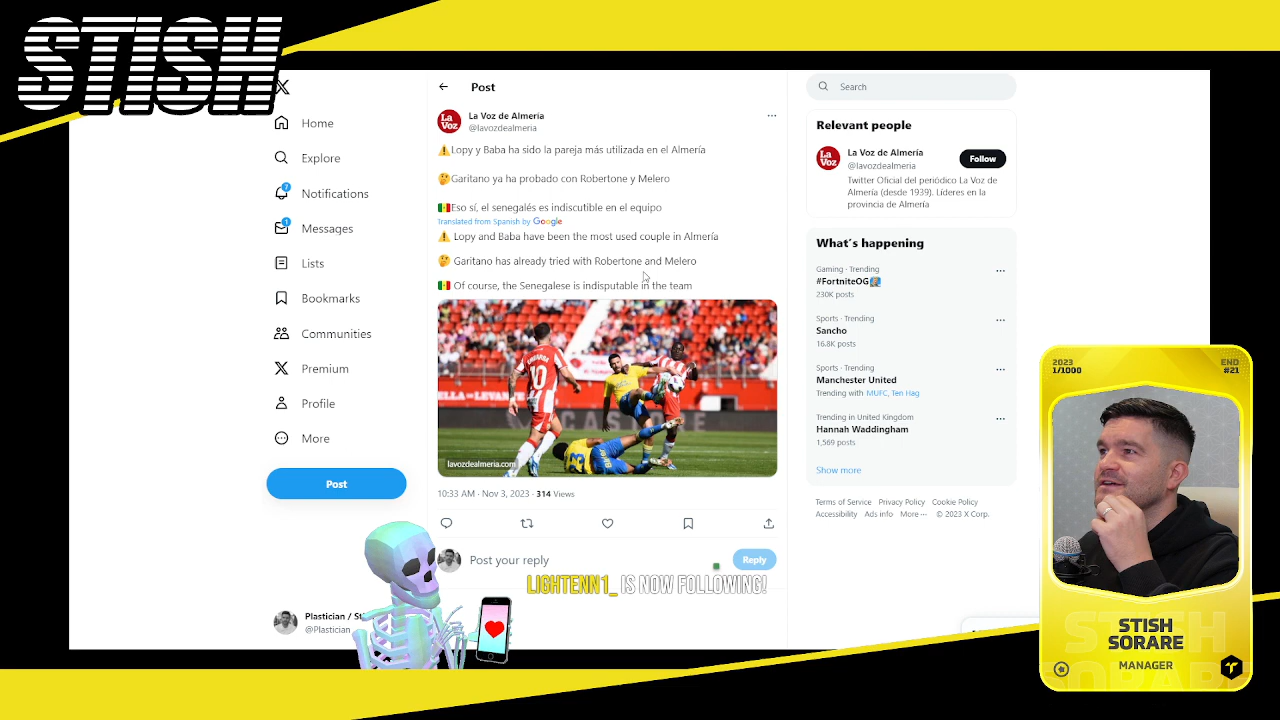 STISH
Home
Explore
7
Notifications
1
Messages
Lists
Bookmarks
Communities
Premium
Profile
More
Post
Plastician / St
@Plastician
Post
La Voz de Almería
@lavozdealmeria
⚠️Lopy y Baba ha sido la pareja más utilizada en el Almería
🤔Garitano ya ha probado con Robertone y Melero
🇸🇳Eso sí, el senegalés es indiscutible en el equipo
Translated from Spanish by Google
⚠️ Lopy and Baba have been the most used couple in Almería
🤔 Garitano has already tried with Robertone and Melero
🇸🇳 Of course, the Senegalese is indisputable in the team
10
lavozdealmeria.com
10:33 AM · Nov 3, 2023 · 314 Views
Post your reply
Reply
LIGHTENN1_ IS NOW FOLLOWING!
Search
Relevant people
La Voz de Almería
@lavozdealmeria
Follow
Twitter Oficial del periódico La Voz de
Almería (desde 1939). Líderes en la
provincia de Almería
What's happening
Gaming · Trending
#FortniteOG
230K posts
Sports · Trending
Sancho
16.8K posts
Sports · Trending
Manchester United
Trending with MUFC, Ten Hag
Trending in United Kingdom
Hannah Waddingham
1,569 posts
Show more
Terms of Service Privacy Policy Cookie Policy
Accessibility Ads info More ··· © 2023 X Corp.
2023
1/1000
END
#21
STISH
SORARE
MANAGER